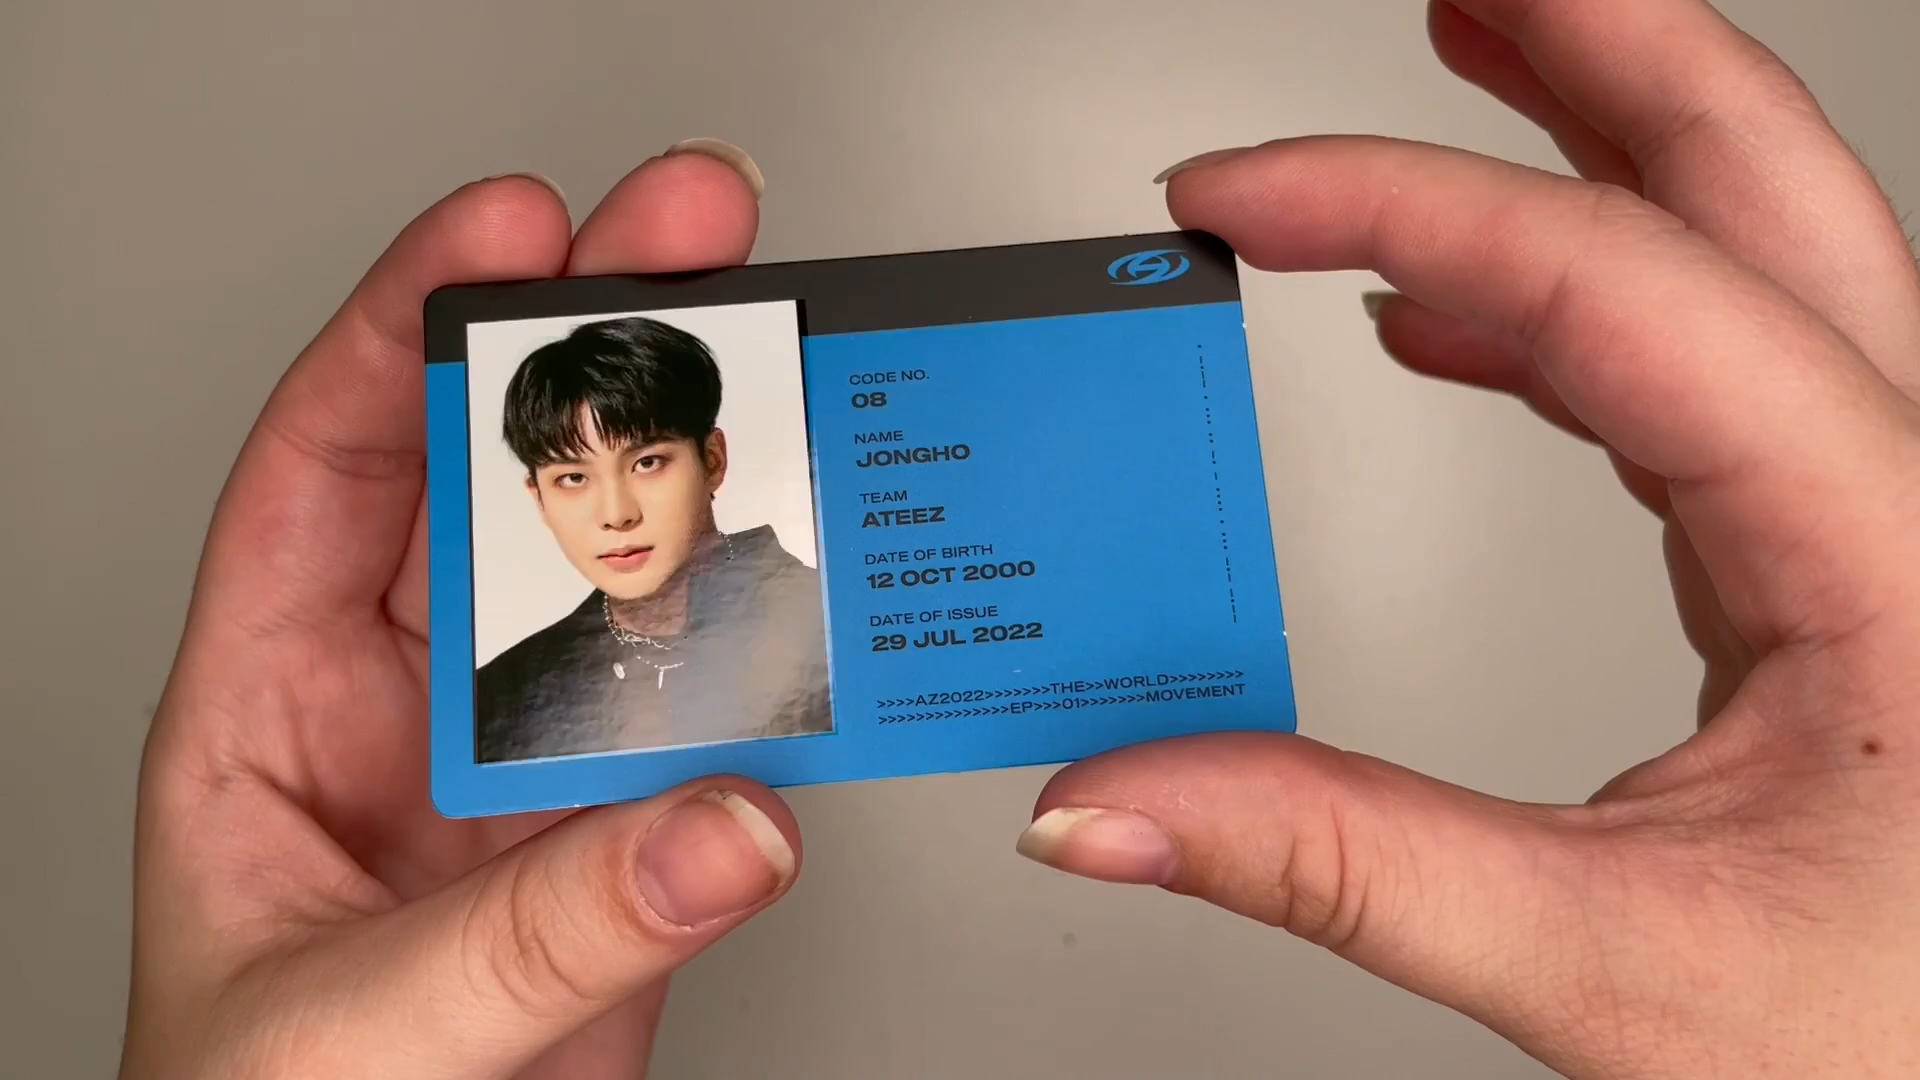 CODE NO.
08
NAME
JONGHO
TEAM
ATEEZ
DATE OF BIRTH
12 OCT 2000
DATE OF ISSUE
29 JUL 2022
>>>>AZ2022>>>>>>>THE>>WORLD>>>>>>>>
>>>>>>>>>>>>>>EP>>>01>>>>>>>MOVEMENT